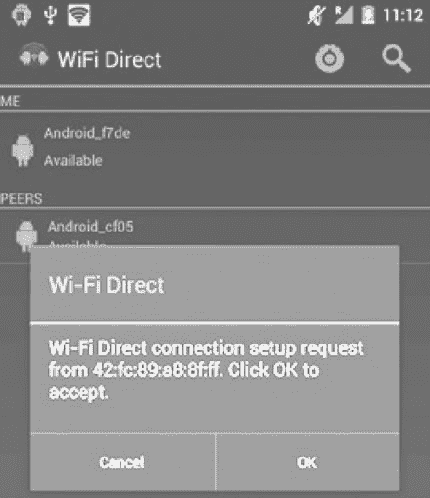 11:12
WiFi Direct
ME
Android_f7de
Available
PEERS
Android_cf05
Available
Wi-Fi Direct
Wi-Fi Direct connection setup request
from 42:fc:89:a8:8f:ff. Click OK to
accept.
Cancel OK